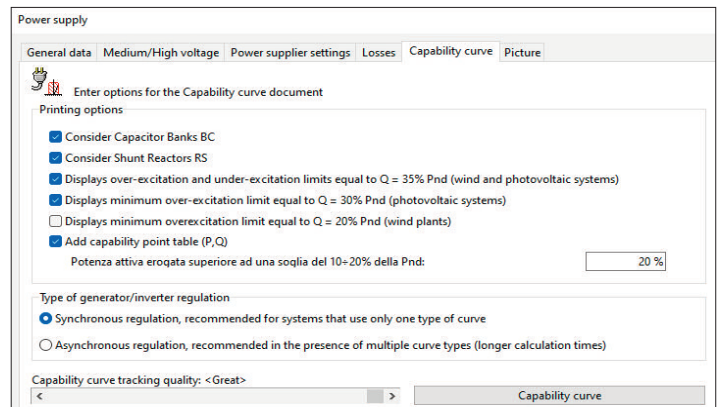 Power supply
General data Medium/High voltage Power supplier settings Losses Capability curve Picture
Enter options for the Capability curve document
Printing options
Consider Capacitor Banks BC
Consider Shunt Reactors RS
Displays over-excitation and under-excitation limits equal to Q = 35% Pnd (wind and photovoltaic systems)
Displays minimum over-excitation limit equal to Q = 30% Pnd (photovoltaic systems)
Displays minimum overexcitation limit equal to Q = 20% Pnd (wind plants)
Add capability point table (P,Q)
Potenza attiva erogata superiore ad una soglia del 10÷20% della Pnd: 20 %
Type of generator/inverter regulation
Synchronous regulation, recommended for systems that use only one type of curve
Asynchronous regulation, recommended in the presence of multiple curve types (longer calculation times)
Capability curve tracking quality: <Great>
Capability curve